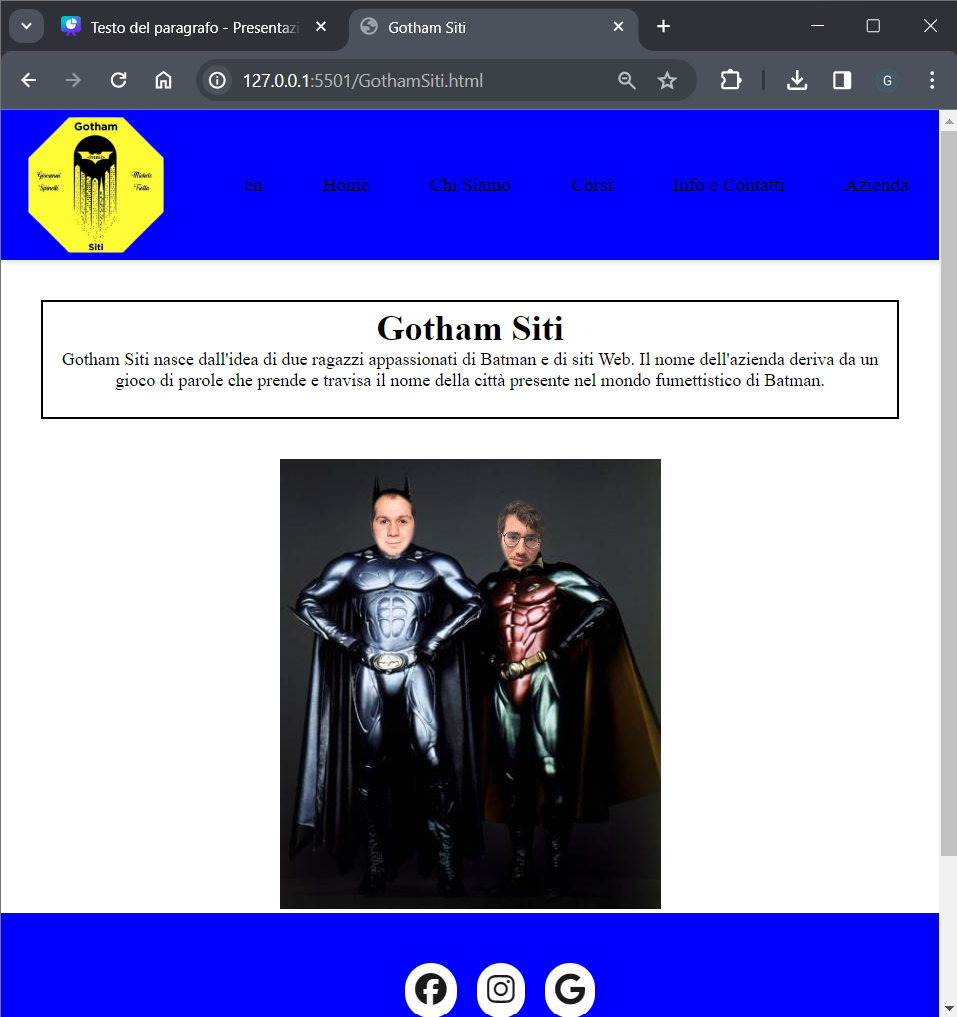 Testo del paragrafo - Presentazi
Gotham Siti
127.0.0.1:5501/GothamSiti.html
G
Gotham
Giovanni
Spinelli
Michele
Siti
en
Home
Chi Siamo
Corsi
Info e Contatti
Azienda
Gotham Siti
Gotham Siti nasce dall'idea di due ragazzi appassionati di Batman e di siti Web. Il nome dell'azienda deriva da un
gioco di parole che prende e travisa il nome della città presente nel mondo fumettistico di Batman.